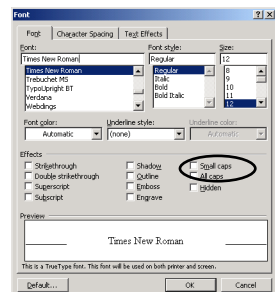 Font
Font Character Spacing Text Effects
Font: Font style: Size:
Times New Roman Regular 12
Times New Roman Regular 8
Trebuchet MS Italic 9
TypoUpright BT Bold 10
Verdana Bold Italic 11
Webdings 12
Font color: Underline style: Underline color:
Automatic (none) Automatic
Effects
Strikethrough Shadow Small caps
Double strikethrough Outline All caps
Superscript Emboss Hidden
Subscript Engrave
Preview
Times New Roman
This is a TrueType font. This font will be used on both printer and screen.
Default... OK Cancel